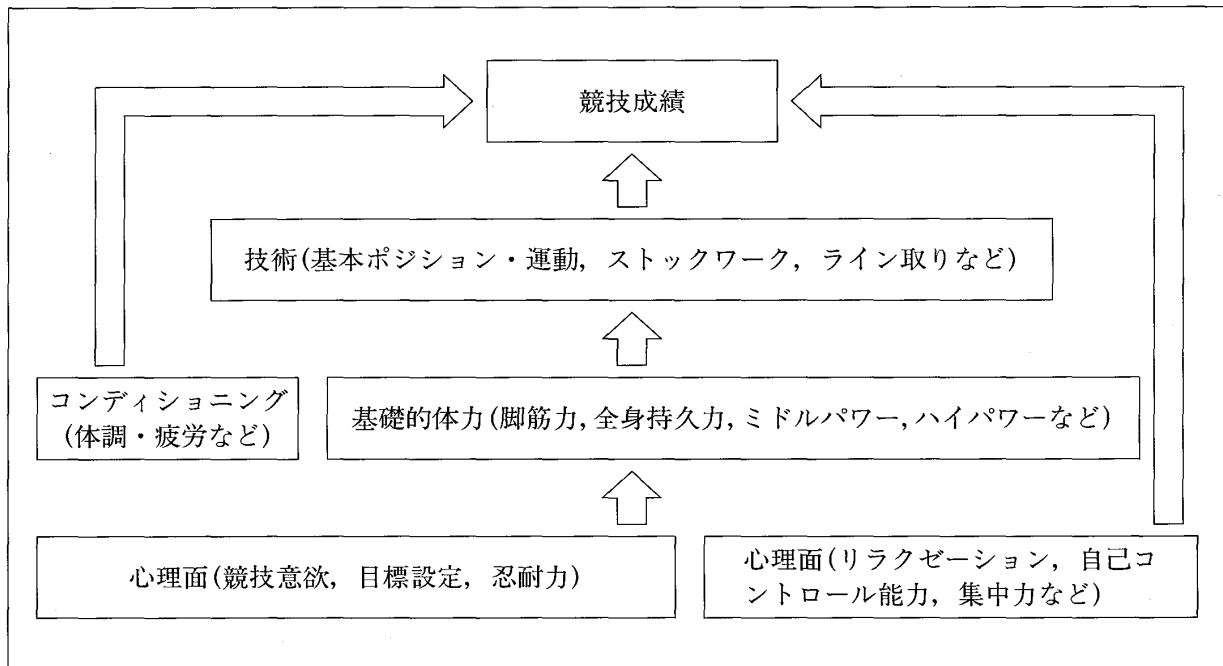 競技成績
技術(基本ポジション・運動，ストックワーク，ライン取りなど)
コンディショニング
(体調・疲労など)
基礎的体力(脚筋力，全身持久力，ミドルパワー，ハイパワーなど)
心理面(競技意欲，目標設定，忍耐力)
心理面(リラクゼーション，自己コ
ントロール能力，集中力など)